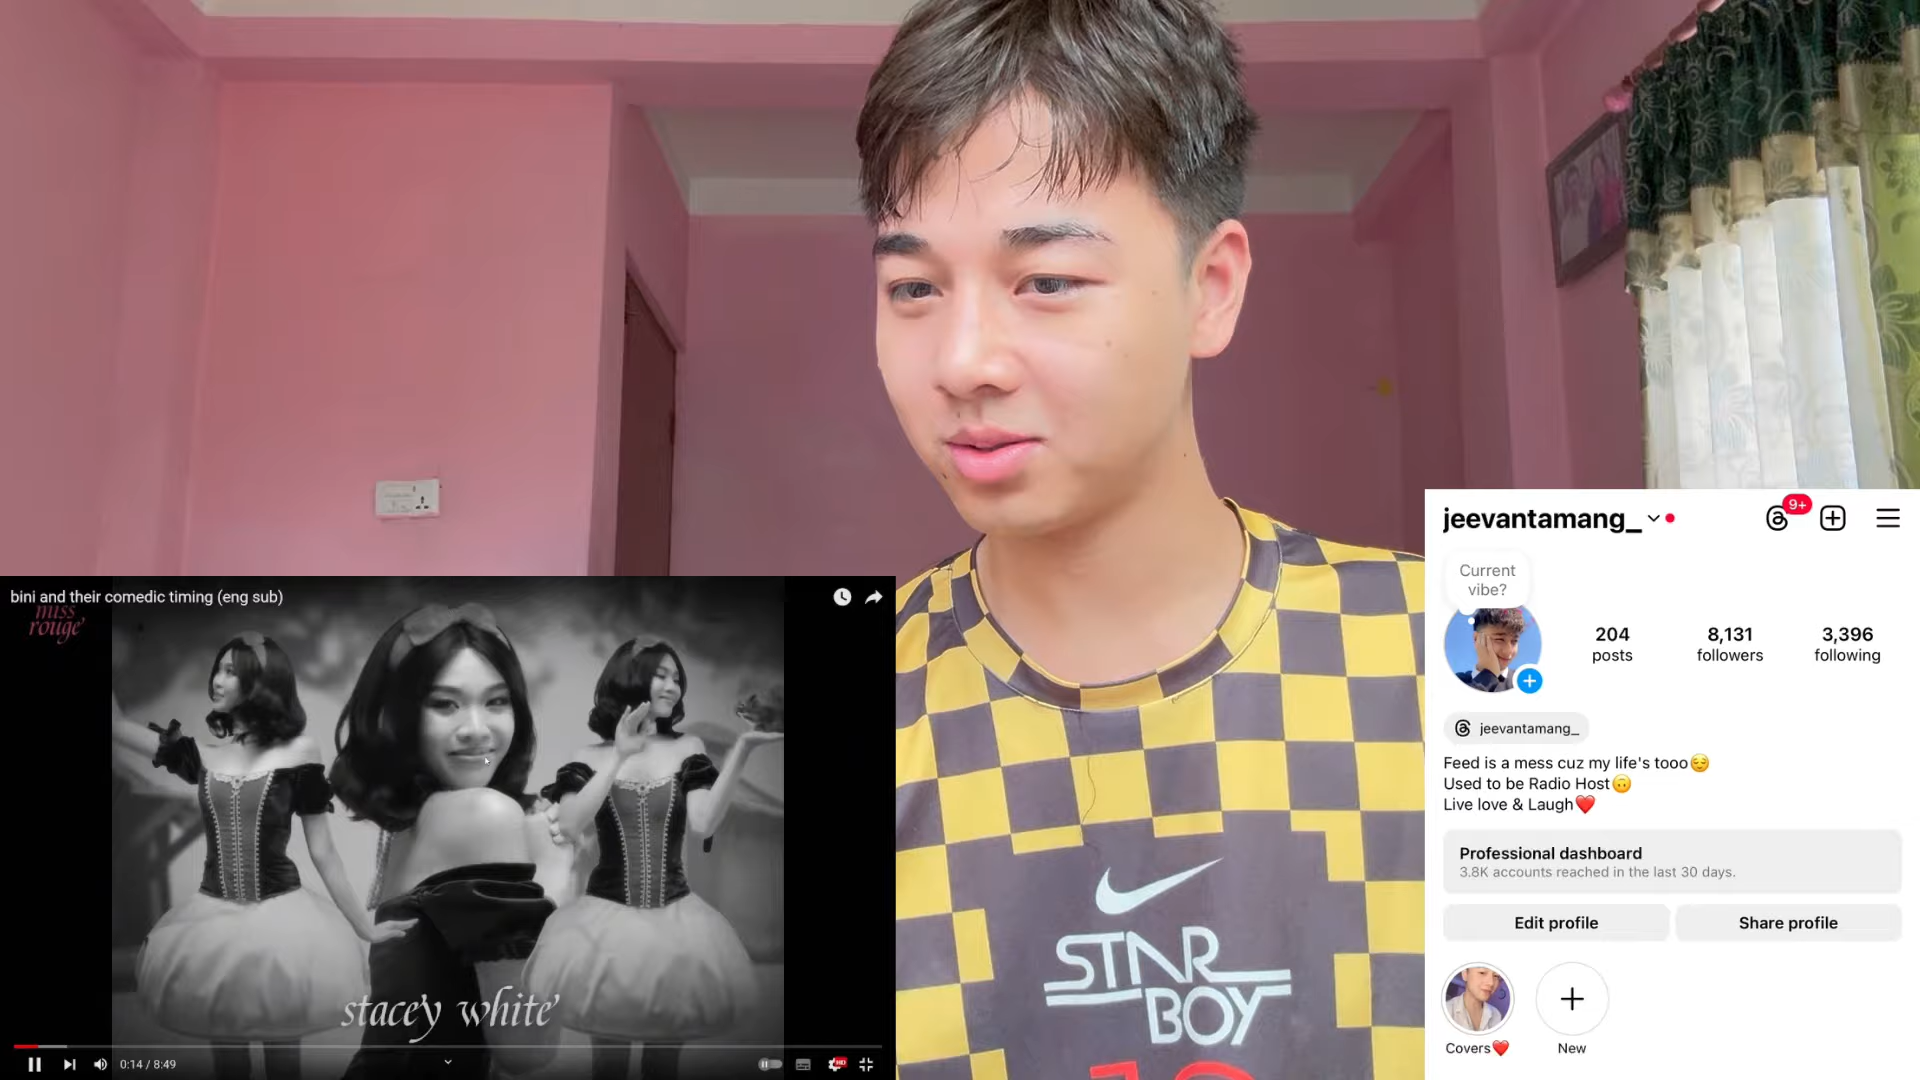 bini and their comedic timing (eng sub)
miss
rouge
stacey white
0:14 / 8:49
HD
STAR
BOY
10
jeevantamang_
9+
Current
vibe?
204
posts
8,131
followers
3,396
following
jeevantamang_
Feed is a mess cuz my life's tooo😌
Used to be Radio Host🙃
Live love & Laugh❤️
Professional dashboard
3.8K accounts reached in the last 30 days.
Edit profile
Share profile
Covers❤️
New